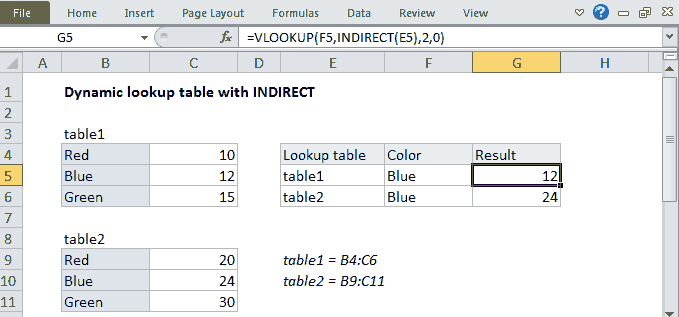 File Home Insert Page Layout Formulas Data Review View
G5 fx =VLOOKUP(F5,INDIRECT(E5),2,0)
A B C D E F G H
1 Dynamic lookup table with INDIRECT
2
3 table1
4 Red 10 Lookup table Color Result
5 Blue 12 table1 Blue 12
6 Green 15 table2 Blue 24
7
8 table2
9 Red 20 table1 = B4:C6
10 Blue 24 table2 = B9:C11
11 Green 30